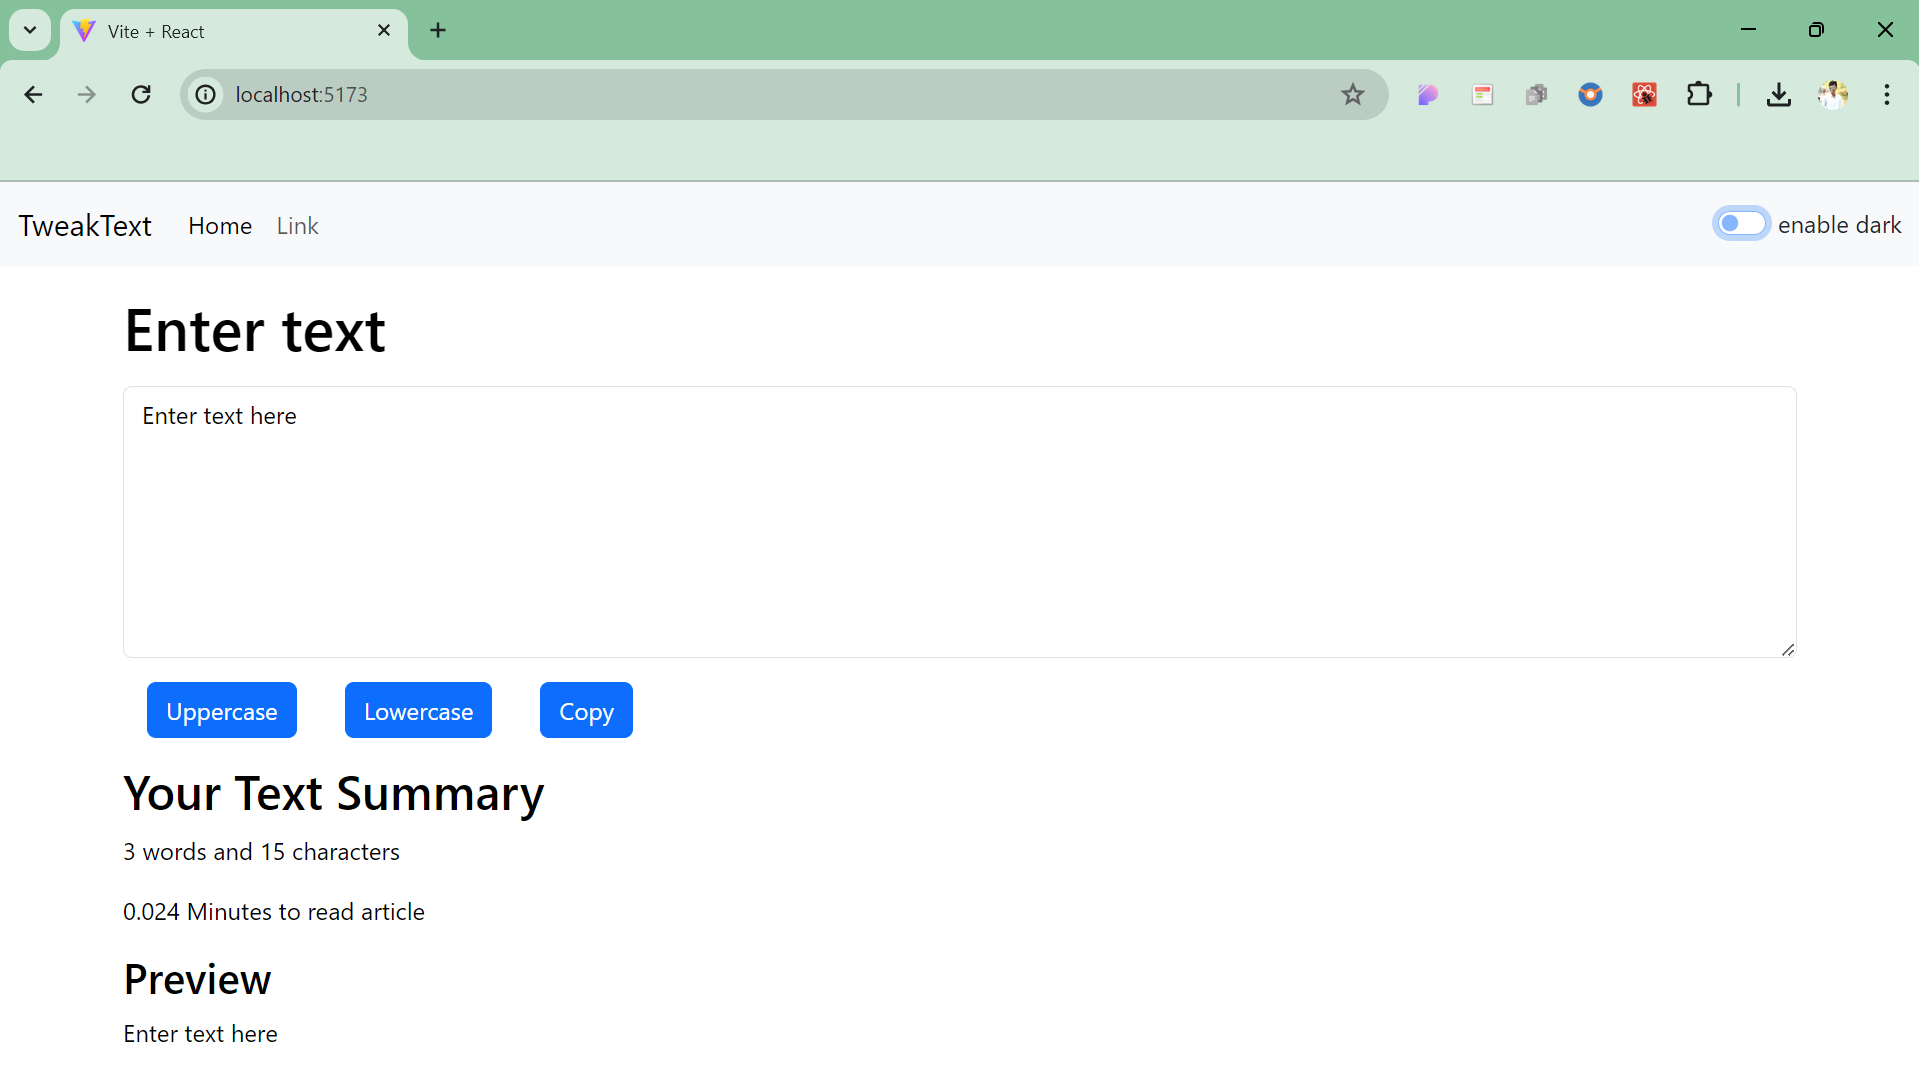 Vite + React
localhost:5173
TweakText Home Link enable dark
Enter text
Enter text here
Uppercase Lowercase Copy
Your Text Summary
3 words and 15 characters
0.024 Minutes to read article
Preview
Enter text here